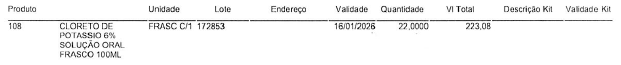 Produto Unidade Lote Endereço Validade Quantidade Vl Total Descrição Kit Validade Kit
108 CLORETO DE FRASC C/1 172853 16/01/2026 22,0000 223,08
POTASSIO 6%
SOLUÇÃO ORAL
FRASCO 100ML